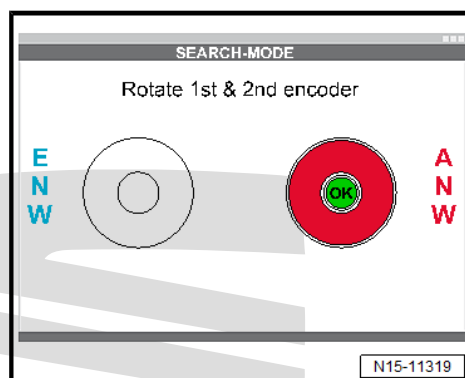 SEARCH-MODE
Rotate 1st & 2nd encoder
E
N
W
OK
A
N
W
N15-11319